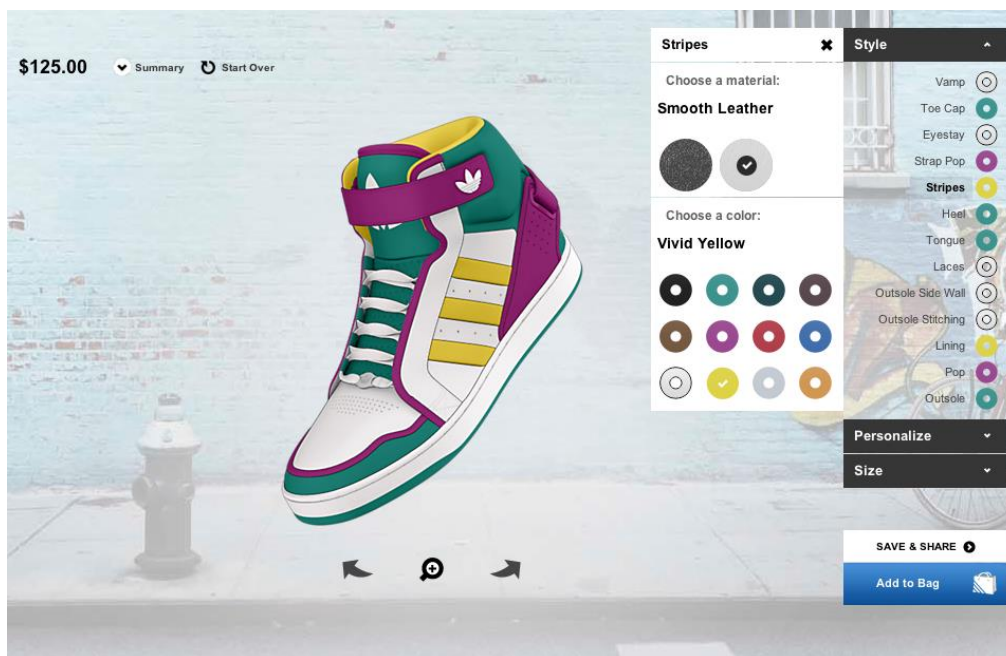 $125.00
Summary
Start Over
Stripes
Choose a material:
Smooth Leather
Choose a color:
Vivid Yellow
Style
Vamp
Toe Cap
Eyestay
Strap Pop
Stripes
Heel
Tongue
Laces
Outsole Side Wall
Outsole Stitching
Lining
Pop
Outsole
Personalize
Size
SAVE & SHARE
Add to Bag